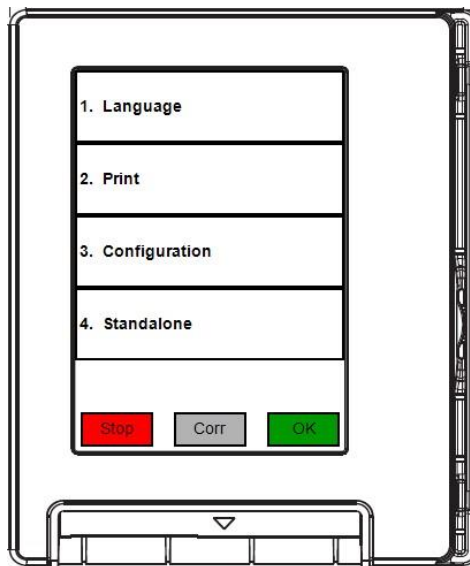 1. Language
2. Print
3. Configuration
4. Standalone
Stop Corr OK